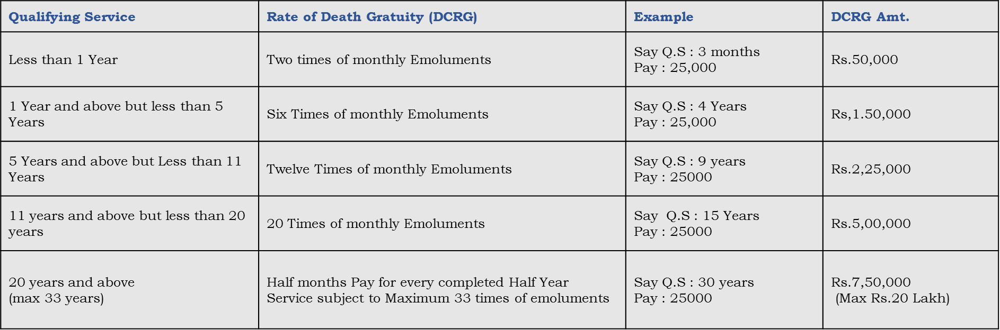 Qualifying Service
Rate of Death Gratuity (DCRG)
Example
DCRG Amt.
Less than 1 Year
Two times of monthly Emoluments
Say Q.S : 3 months
Pay : 25,000
Rs.50,000
1 Year and above but less than 5
Years
Six Times of monthly Emoluments
Say Q.S : 4 Years
Pay : 25,000
Rs,1.50,000
5 Years and above but Less than 11
Years
Twelve Times of monthly Emoluments
Say Q.S : 9 years
Pay : 25000
Rs.2,25,000
11 years and above but less than 20
years
20 Times of monthly Emoluments
Say Q.S : 15 Years
Pay : 25000
Rs.5,00,000
20 years and above
(max 33 years)
Half months Pay for every completed Half Year
Service subject to Maximum 33 times of emoluments
Say Q.S : 30 years
Pay : 25000
Rs.7,50,000
(Max Rs.20 Lakh)